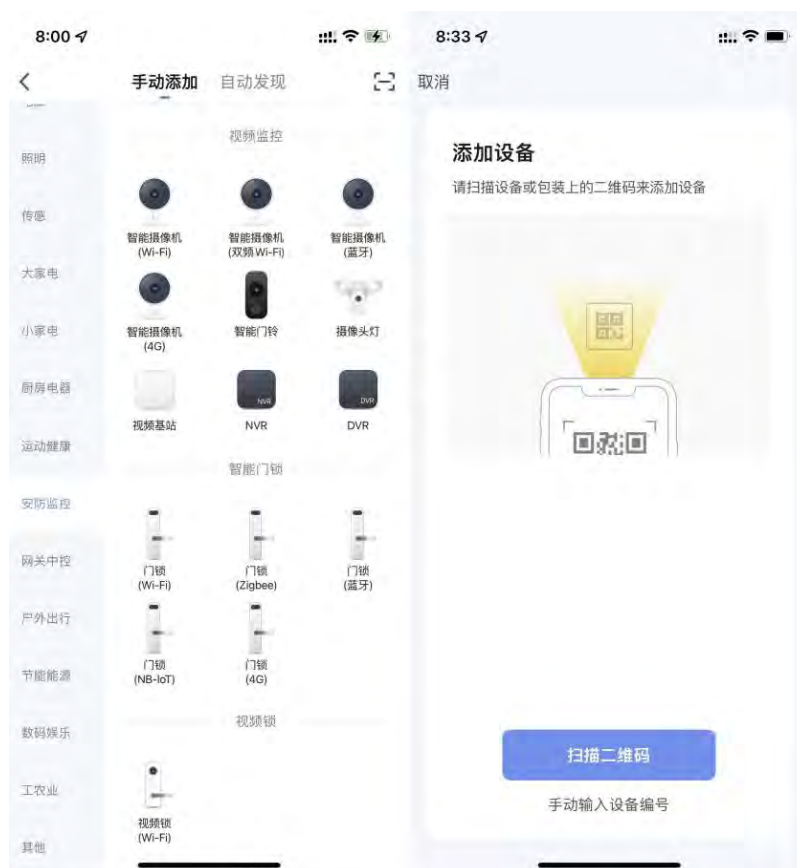 8:00
手动添加 自动发现
照明
传感
大家电
小家电
厨房电器
运动健康
安防监控
网关中控
户外出行
节能能源
数码娱乐
工农业
其他
视频监控
智能摄像机
(Wi-Fi)
智能摄像机
(双频Wi-Fi)
智能摄像机
(蓝牙)
智能摄像机
(4G)
智能门铃
摄像头灯
NVR
DVR
视频基站
NVR
DVR
智能门锁
门锁
(Wi-Fi)
门锁
(Zigbee)
门锁
(蓝牙)
门锁
(NB-IoT)
门锁
(4G)
视频锁
视频锁
(Wi-Fi)
8:33
取消
添加设备
请扫描设备或包装上的二维码来添加设备
扫描二维码
手动输入设备编号